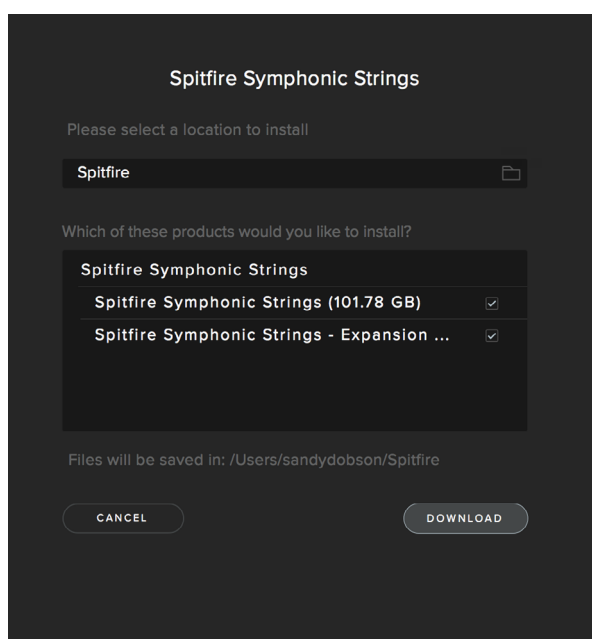 Spitfire Symphonic Strings
Please select a location to install
Spitfire
Which of these products would you like to install?
Spitfire Symphonic Strings
Spitfire Symphonic Strings (101.78 GB)
Spitfire Symphonic Strings - Expansion ...
Files will be saved in: /Users/sandydobson/Spitfire
CANCEL
DOWNLOAD